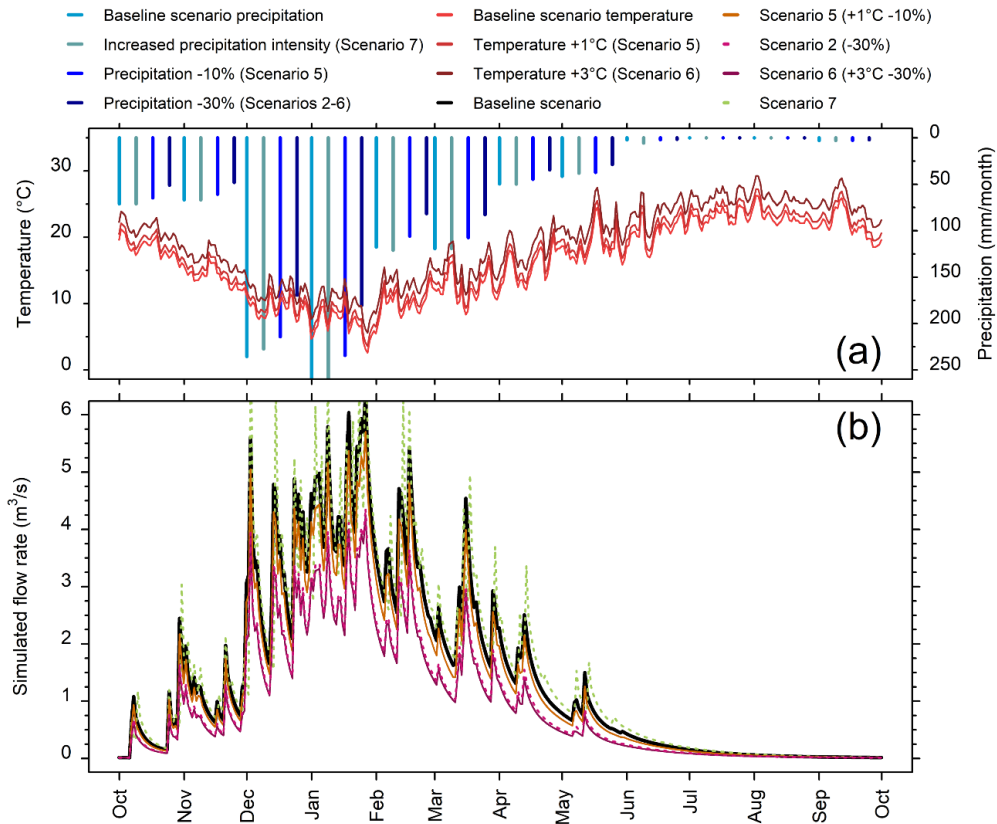 Baseline scenario precipitation
Increased precipitation intensity (Scenario 7)
Precipitation -10% (Scenario 5)
Precipitation -30% (Scenarios 2-6)
Baseline scenario temperature
Temperature +1°C (Scenario 5)
Temperature +3°C (Scenario 6)
Baseline scenario
Scenario 5 (+1°C -10%)
Scenario 2 (-30%)
Scenario 6 (+3°C -30%)
Scenario 7
Temperature (°C)
30
20
10
0
(a)
0
50
100
150
200
250
Precipitation (mm/month)
Simulated flow rate (m³/s)
6
5
4
3
2
1
0
(b)
Oct
Nov
Dec
Jan
Feb
Mar
Apr
May
Jun
Jul
Aug
Sep
Oct